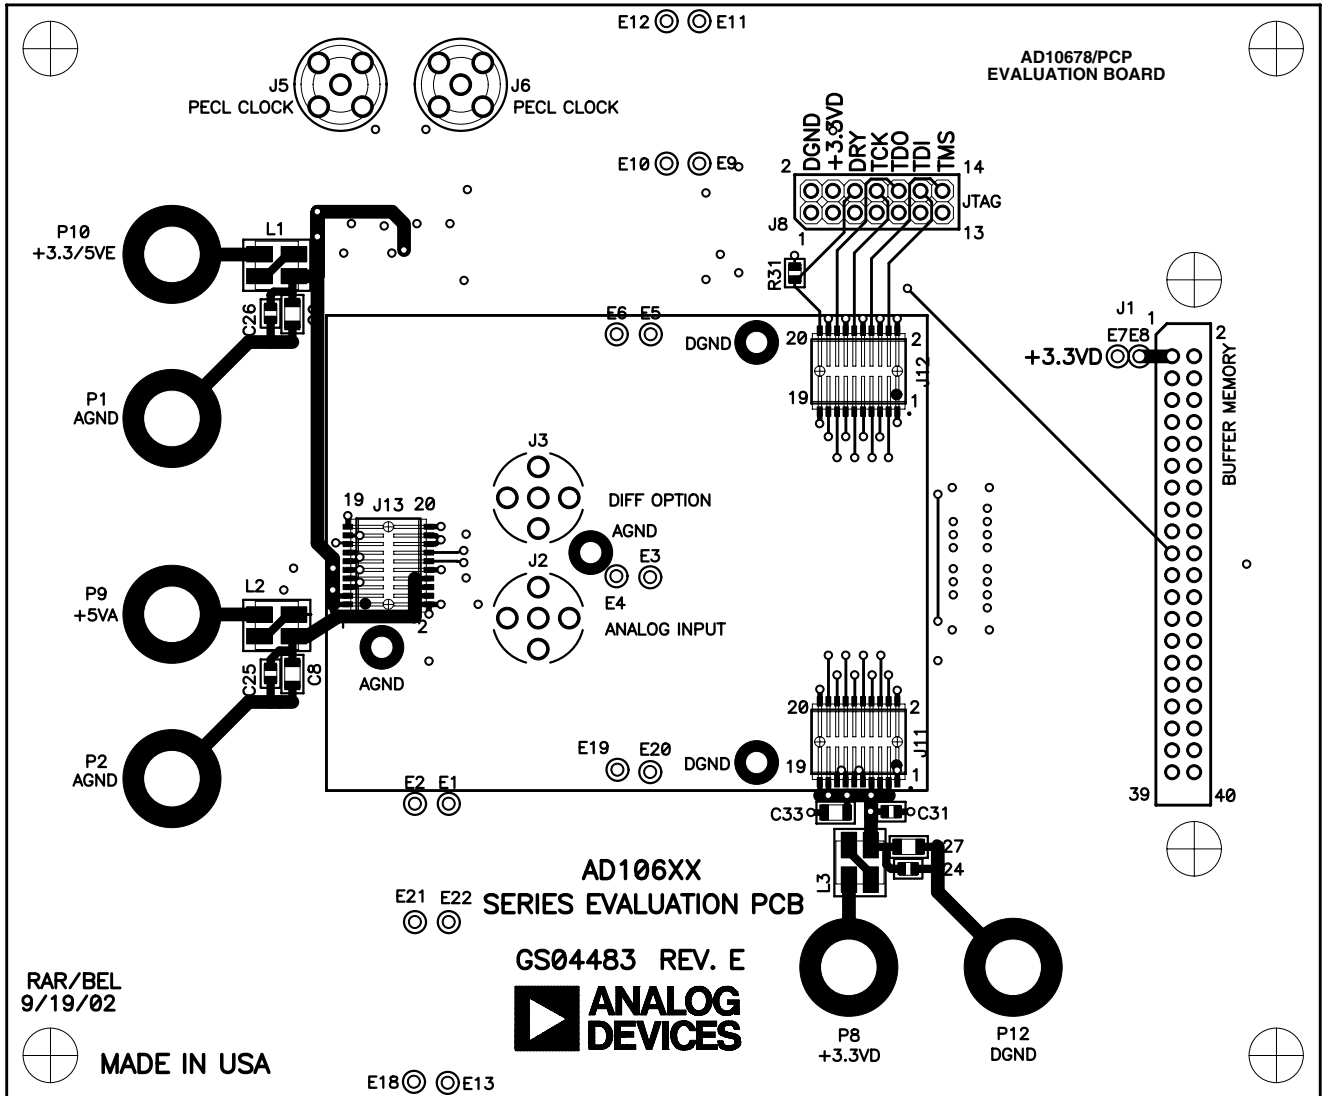 E12 E11
AD10678/PCP
EVALUATION BOARD
J5
PECL CLOCK
J6
PECL CLOCK
DGND
+3.3VD
DRY
TCK
TDO
TDI
TMS
E10 E9
2 14
JTAG
J8
1 13
P10
+3.3/5VE
L1
R31
C26
E6 E5
DGND
20 2
J12
19 1
J1
1 2
E7 E8
+3.3VD
BUFFER MEMORY
P1
AGND
J3
DIFF OPTION
19 J13 20
AGND
J2
E3
E4
ANALOG INPUT
P9
+5VA
L2
2
C25
C8
AGND
20 2
J11
19 1
E19 E20
DGND
P2
AGND
E2 E1
39 40
C33 C31
27
24
L3
AD106XX
SERIES EVALUATION PCB
E21 E22
GS04483 REV. E
ANALOG
DEVICES
RAR/BEL
9/19/02
P8
+3.3VD
P12
DGND
MADE IN USA
E18 E13